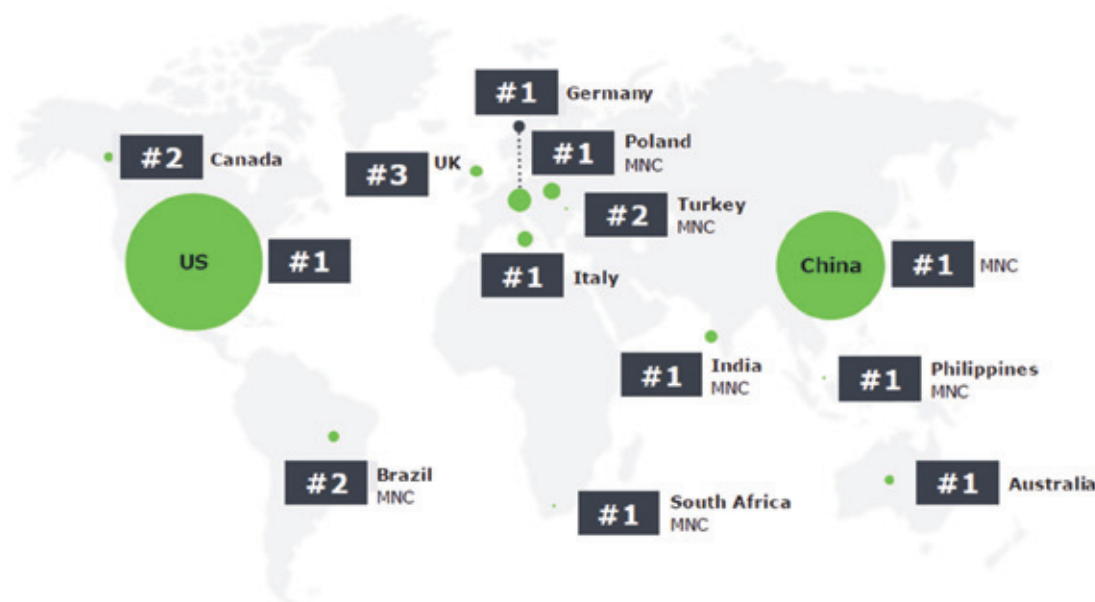 #1 Germany
#1 Poland
MNC
#2 Canada
#3 UK
#2 Turkey
MNC
US
#1
#1 Italy
China
#1 MNC
#1 India
MNC
#1 Philippines
MNC
#2 Brazil
MNC
#1 South Africa
MNC
#1 Australia